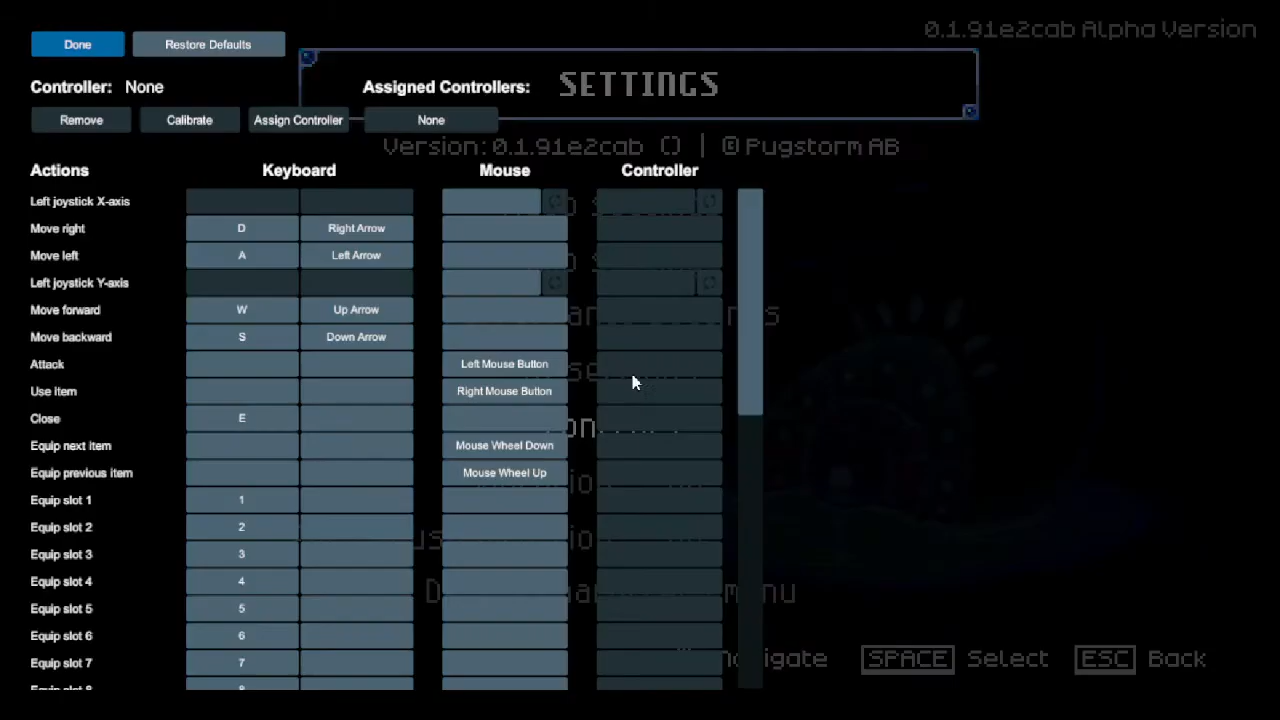 0.1.91e2cab Alpha Version
Done
Restore Defaults
SETTINGS
Controller: None
Assigned Controllers:
Remove
Calibrate
Assign Controller
None
Version: 0.1.91e2cab () | © Pugstorm AB
Actions
Keyboard
Mouse
Controller
Left joystick X-axis
Move right D Right Arrow
Move left A Left Arrow
Left joystick Y-axis
Move forward W Up Arrow
Move backward S Down Arrow
Attack Left Mouse Button
Use item Right Mouse Button
Close E
Equip next item Mouse Wheel Down
Equip previous item Mouse Wheel Up
Equip slot 1 1
Equip slot 2 2
Equip slot 3 3
Equip slot 4 4
Equip slot 5 5
Equip slot 6 6
Equip slot 7 7
Equip slot 8 8
SPACE Select ESC Back